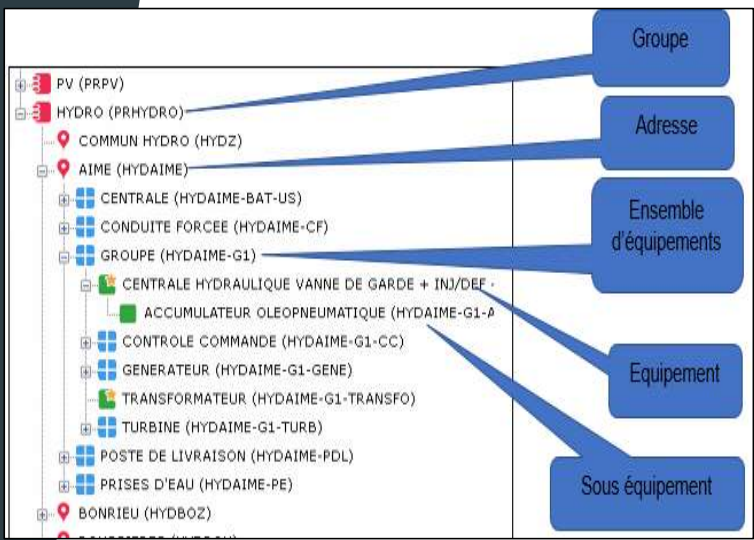 PV (PRPV)
HYDRO (PRHYDRO)
COMMUN HYDRO (HYDZ)
AIME (HYDAIME)
CENTRALE (HYDAIME-BAT-US)
CONDUITE FORCEE (HYDAIME-CF)
GROUPE (HYDAIME-G1)
CENTRALE HYDRAULIQUE VANNE DE GARDE + INJ/DEF -
ACCUMULATEUR OLEOPNEUMATIQUE (HYDAIME-G1-A
CONTROLE COMMANDE (HYDAIME-G1-CC)
GENERATEUR (HYDAIME-G1-GENE)
TRANSFORMATEUR (HYDAIME-G1-TRANSFO)
TURBINE (HYDAIME-G1-TURB)
POSTE DE LIVRAISON (HYDAIME-PDL)
PRISES D'EAU (HYDAIME-PE)
BONRIEU (HYDBOZ)
Groupe
Adresse
Ensemble
d'équipements
Equipement
Sous équipement